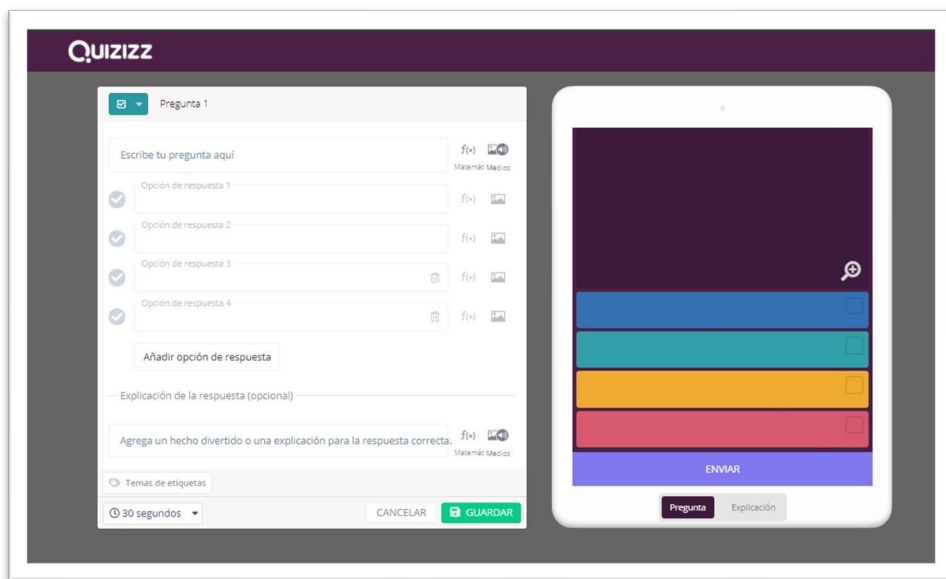 QUIZIZZ
Pregunta 1
Escribe tu pregunta aquí
f(•)
Matemát Medios
Opción de respuesta 1
f(•)
Opción de respuesta 2
f(•)
Opción de respuesta 3
f(•)
Opción de respuesta 4
f(•)
Añadir opción de respuesta
Explicación de la respuesta (opcional)
Agrega un hecho divertido o una explicación para la respuesta correcta.
f(•)
Matemát Medios
Temas de etiquetas
30 segundos
CANCELAR
GUARDAR
ENVIAR
Pregunta
Explicación